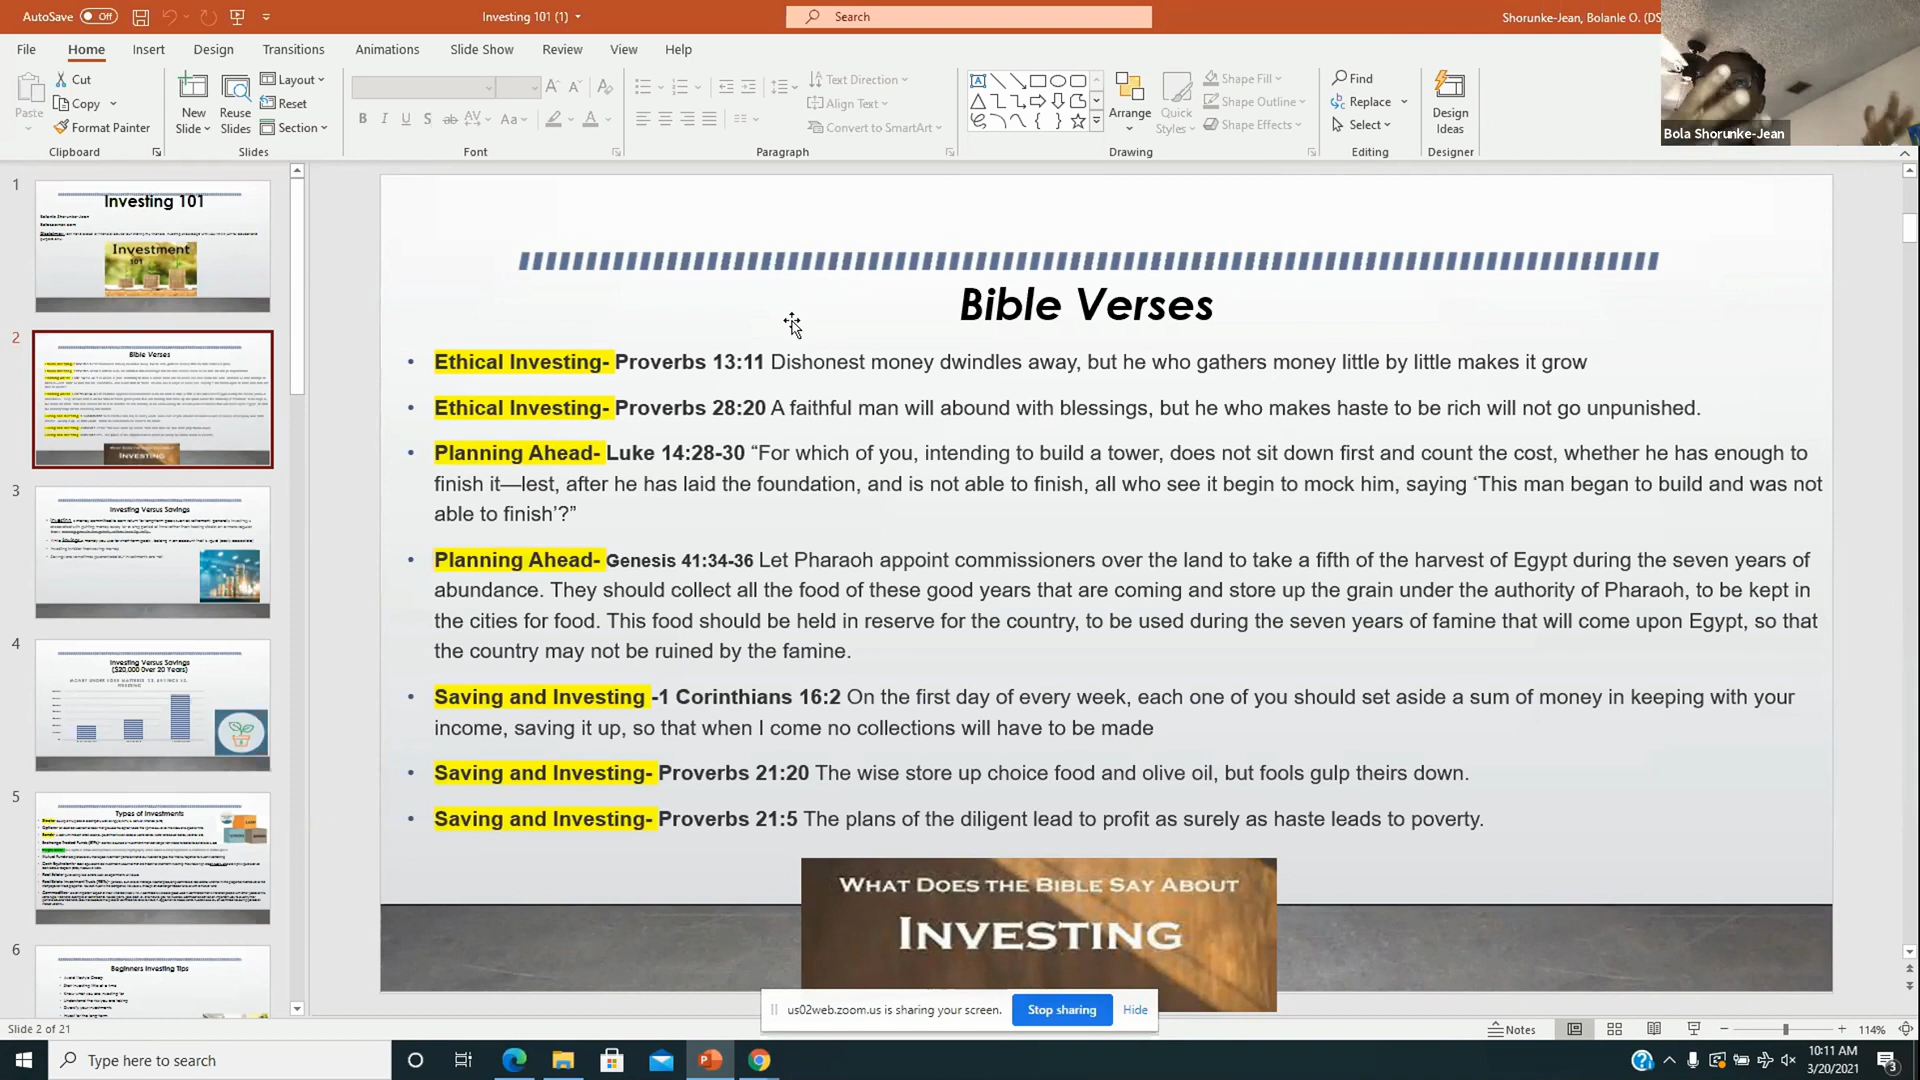 AutoSave Off
Investing 101 (1)
Search
Shorunke-Jean, Bolanle O. (DS
File Home Insert Design Transitions Animations Slide Show Review View Help
Paste
Cut
Copy
Format Painter
Clipboard
New Slide
Reuse Slides
Layout
Reset
Section
Slides
Font
Text Direction
Align Text
Convert to SmartArt
Paragraph
Arrange
Quick Styles
Shape Fill
Shape Outline
Shape Effects
Drawing
Find
Replace
Select
Editing
Design Ideas
Designer
Bola Shorunke-Jean
1
Investing 101
Investment
101
2
Bible Verses
INVESTING
3
Investing Versus Savings
4
Investing Versus Savings
($20,000 Over 20 Years)
5
Types of Investments
6
Beginners Investing Tips
Bible Verses
• Ethical Investing- Proverbs 13:11 Dishonest money dwindles away, but he who gathers money little by little makes it grow
• Ethical Investing- Proverbs 28:20 A faithful man will abound with blessings, but he who makes haste to be rich will not go unpunished.
• Planning Ahead- Luke 14:28-30 “For which of you, intending to build a tower, does not sit down first and count the cost, whether he has enough to
finish it—lest, after he has laid the foundation, and is not able to finish, all who see it begin to mock him, saying ‘This man began to build and was not
able to finish’?”
• Planning Ahead- Genesis 41:34-36 Let Pharaoh appoint commissioners over the land to take a fifth of the harvest of Egypt during the seven years of
abundance. They should collect all the food of these good years that are coming and store up the grain under the authority of Pharaoh, to be kept in
the cities for food. This food should be held in reserve for the country, to be used during the seven years of famine that will come upon Egypt, so that
the country may not be ruined by the famine.
• Saving and Investing -1 Corinthians 16:2 On the first day of every week, each one of you should set aside a sum of money in keeping with your
income, saving it up, so that when I come no collections will have to be made
• Saving and Investing- Proverbs 21:20 The wise store up choice food and olive oil, but fools gulp theirs down.
• Saving and Investing- Proverbs 21:5 The plans of the diligent lead to profit as surely as haste leads to poverty.
WHAT DOES THE BIBLE SAY ABOUT
INVESTING
us02web.zoom.us is sharing your screen. Stop sharing Hide
Slide 2 of 21
Notes
114%
Type here to search
10:11 AM
3/20/2021
3